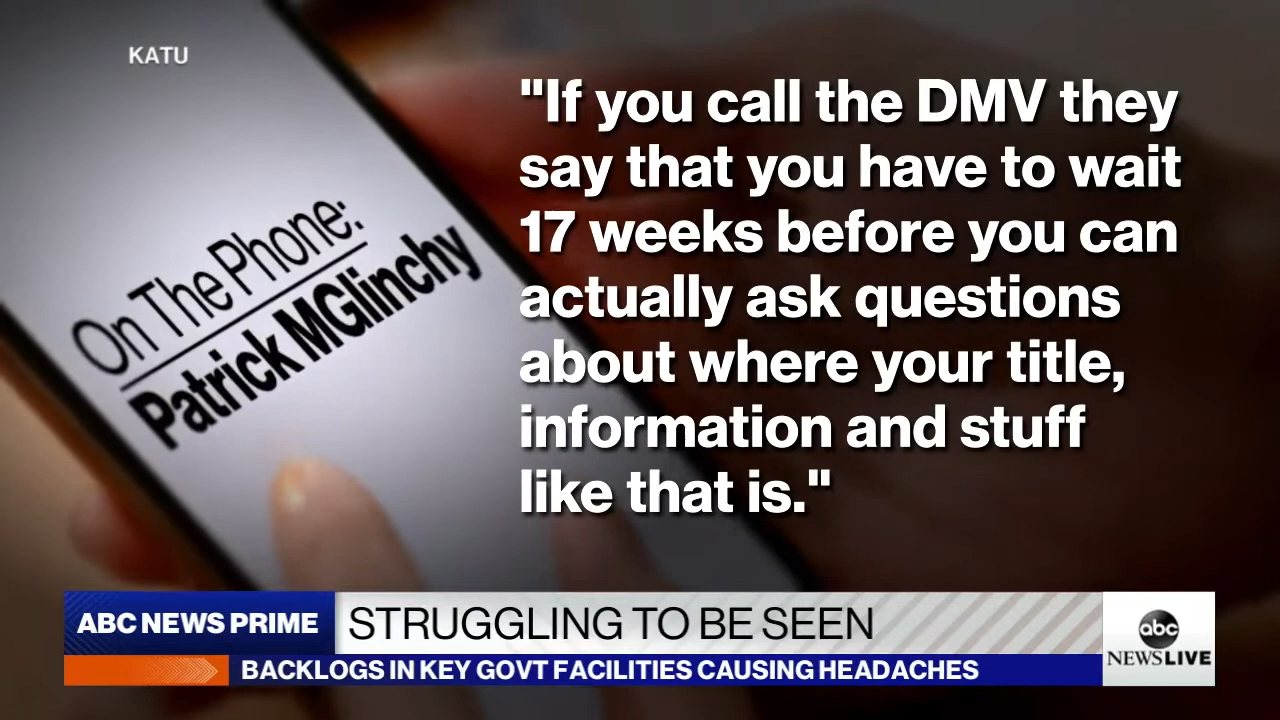 KATU
On The Phone:
Patrick MGlinchy
"If you call the DMV they
say that you have to wait
17 weeks before you can
actually ask questions
about where your title,
information and stuff
like that is."
ABC NEWS PRIME
STRUGGLING TO BE SEEN
BACKLOGS IN KEY GOVT FACILITIES CAUSING HEADACHES
abc
NEWSLIVE